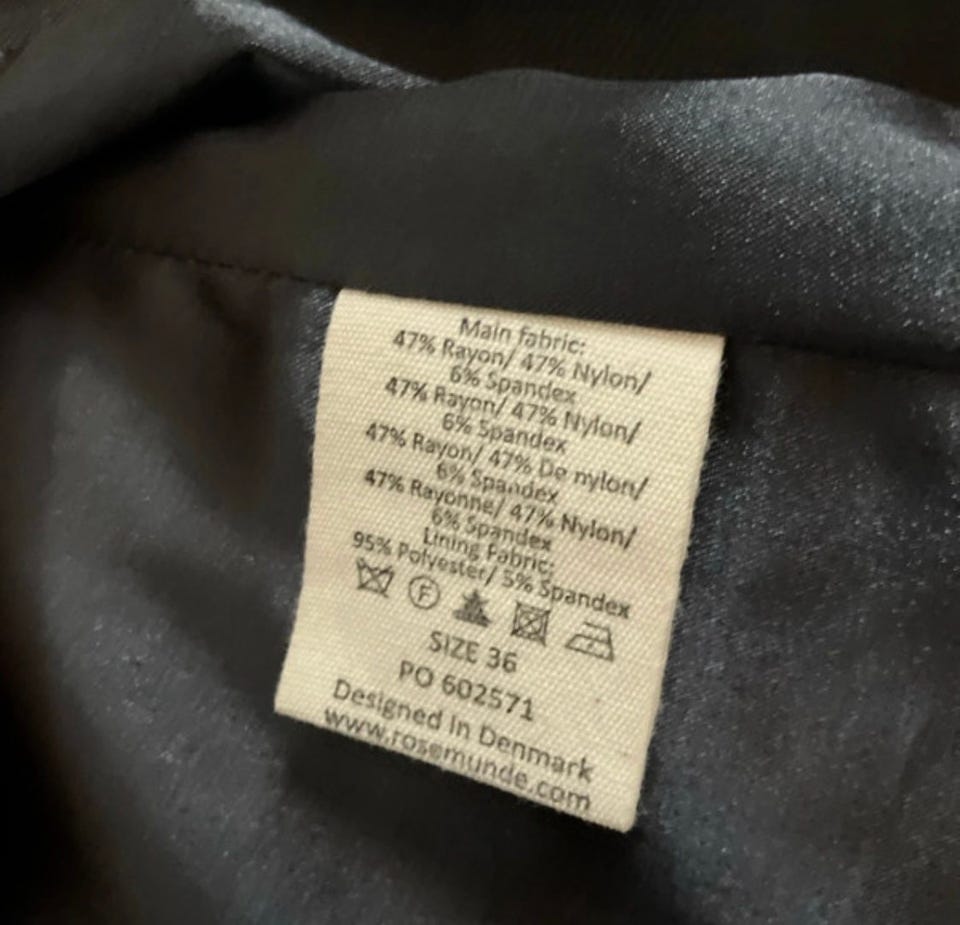 Main fabric:
47% Rayon/ 47% Nylon/
6% Spandex
47% Rayon/ 47% Nylon/
6% Spandex
47% Rayon/ 47% De nylon/
6% Spandex
47% Rayonne/ 47% Nylon/
6% Spandex
Lining Fabric:
95% Polyester/ 5% Spandex
F
SIZE 36
PO 602571
Designed In Denmark
www.rosemunde.com